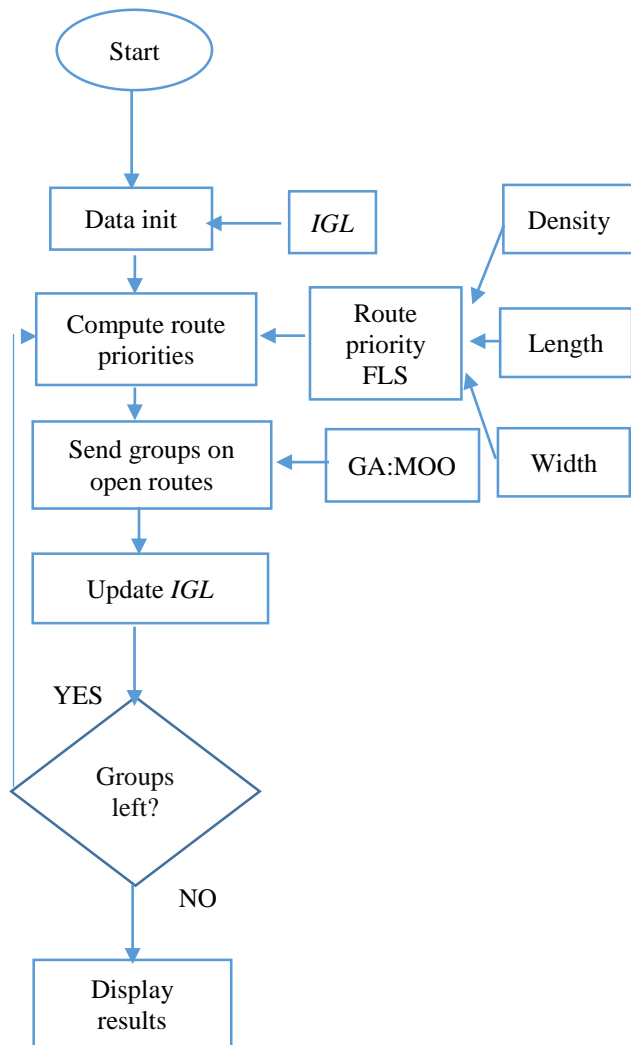 Start
Data init
IGL
Density
Compute route
priorities
Route
priority
FLS
Length
Send groups on
open routes
GA:MOO
Width
Update IGL
YES
Groups
left?
NO
Display
results